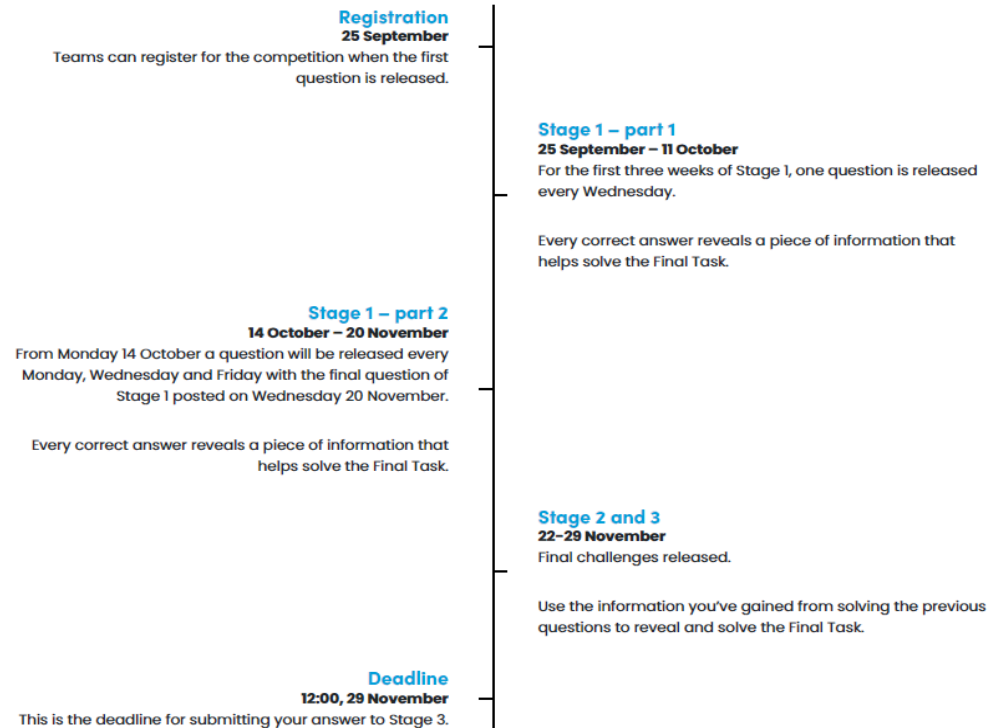 Registration
25 September
Teams can register for the competition when the first
question is released.
Stage 1 – part 1
25 September – 11 October
For the first three weeks of Stage 1, one question is released
every Wednesday.
Every correct answer reveals a piece of information that
helps solve the Final Task.
Stage 1 – part 2
14 October – 20 November
From Monday 14 October a question will be released every
Monday, Wednesday and Friday with the final question of
Stage 1 posted on Wednesday 20 November.
Every correct answer reveals a piece of information that
helps solve the Final Task.
Stage 2 and 3
22-29 November
Final challenges released.
Use the information you've gained from solving the previous
questions to reveal and solve the Final Task.
Deadline
12:00, 29 November
This is the deadline for submitting your answer to Stage 3.